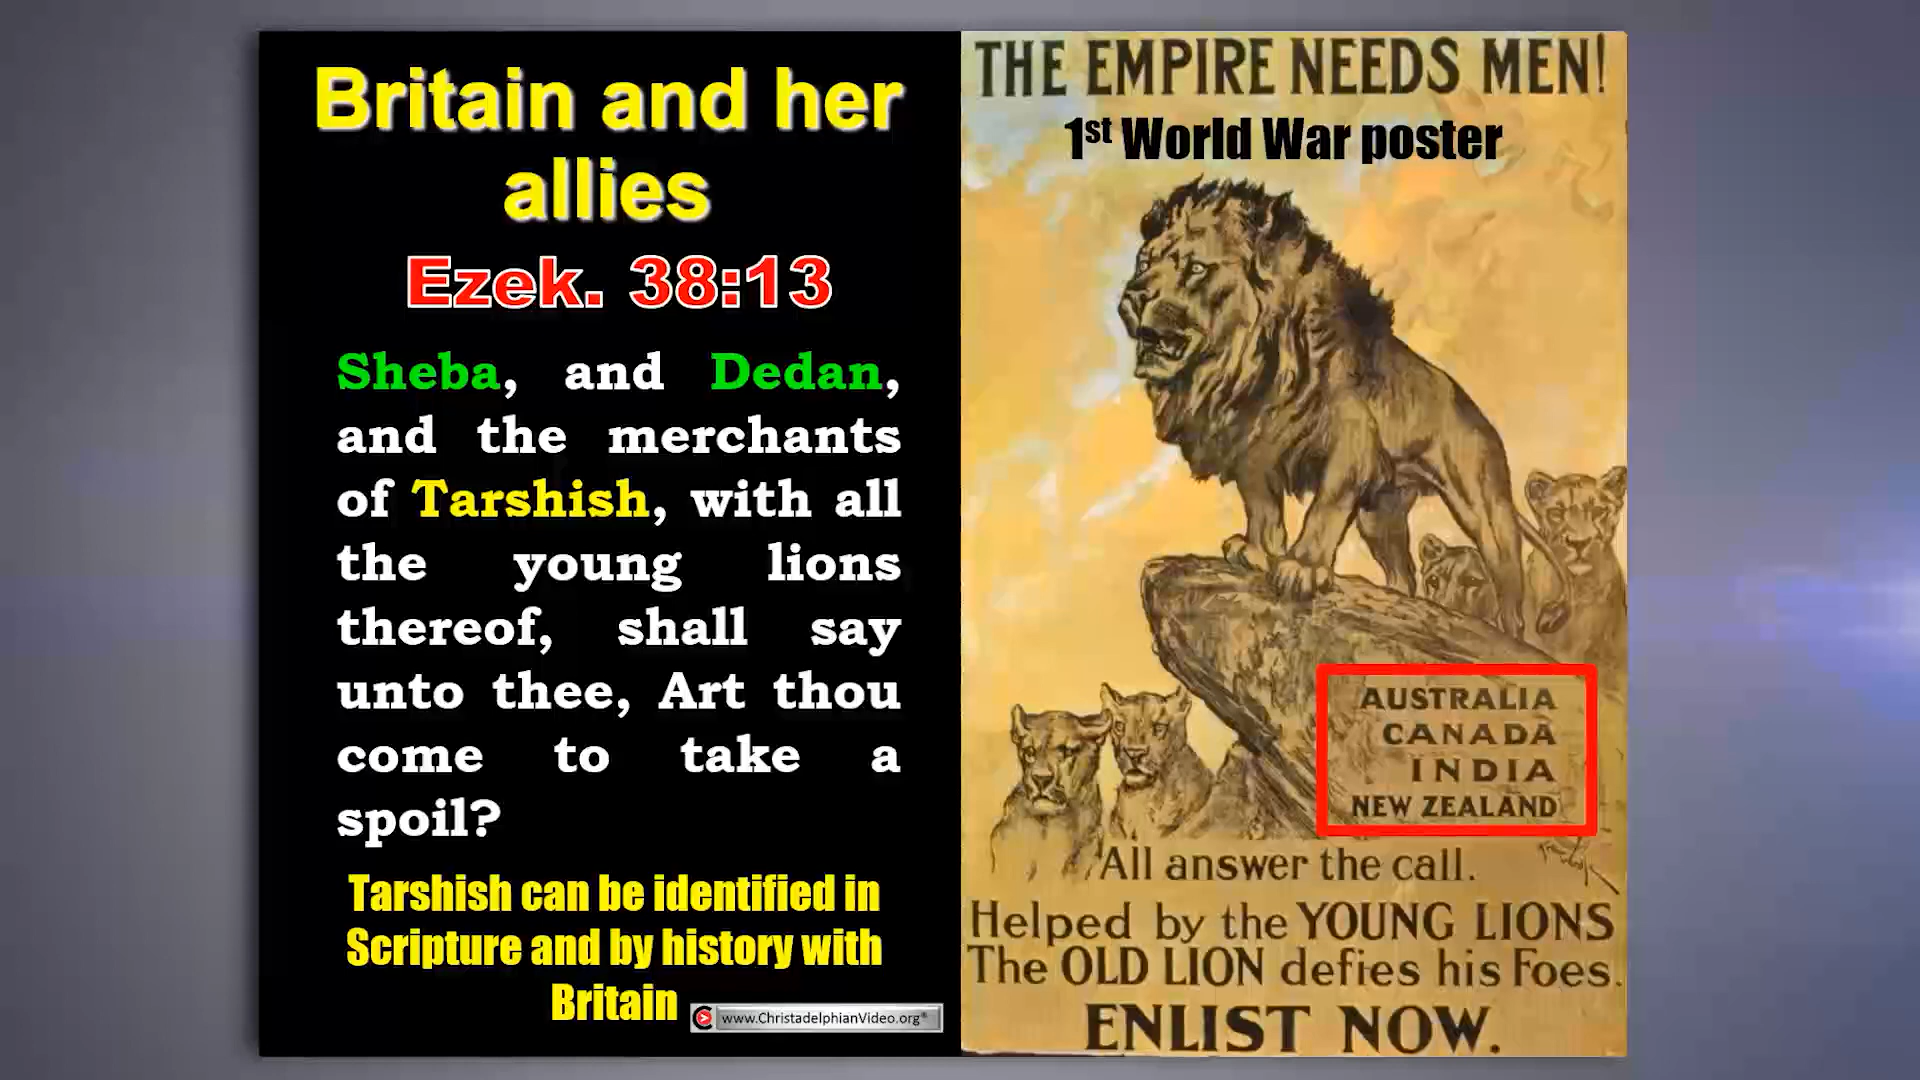 Britain and her
allies
Ezek. 38:13
Sheba, and Dedan,
and the merchants
of Tarshish, with all
the young lions
thereof, shall say
unto thee, Art thou
come to take a
spoil?
Tarshish can be identified in
Scripture and by history with
Britain
www.ChristadelphianVideo.org®
THE EMPIRE NEEDS MEN!
1st World War poster
AUSTRALIA
CANADA
INDIA
NEW ZEALAND
All answer the call.
Helped by the YOUNG LIONS
The OLD LION defies his Foes.
ENLIST NOW.